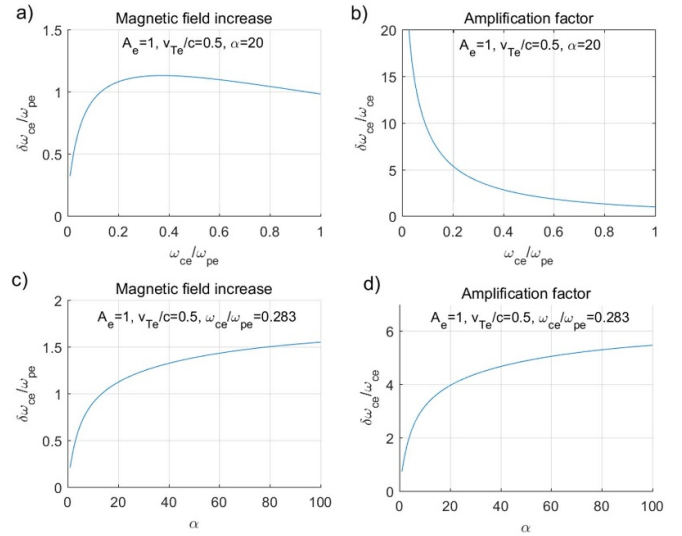 a)
Magnetic field increase
A_e=1, v_Te/c=0.5, α=20
δω_ce/ω_pe
1.5
1
0.5
0
0 0.2 0.4 0.6 0.8 1
ω_ce/ω_pe
b)
Amplification factor
A_e=1, v_Te/c=0.5, α=20
δω_ce/ω_ce
20
15
10
5
0
0 0.2 0.4 0.6 0.8 1
ω_ce/ω_pe
c)
Magnetic field increase
A_e=1, v_Te/c=0.5, ω_ce/ω_pe=0.283
δω_ce/ω_pe
2
1.5
1
0.5
0
0 20 40 60 80 100
α
d)
Amplification factor
A_e=1, v_Te/c=0.5, ω_ce/ω_pe=0.283
δω_ce/ω_ce
6
4
2
0
0 20 40 60 80 100
α